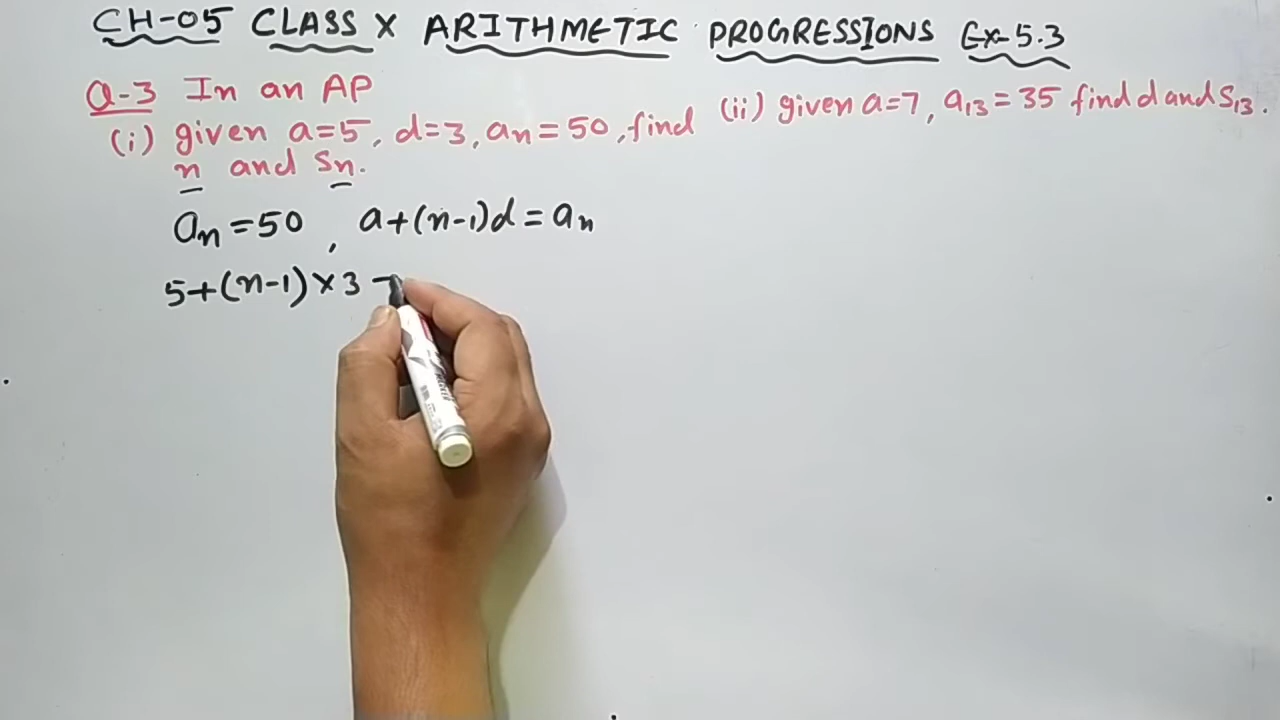 CH-05 CLASS X ARITHMETIC PROGRESSIONS Ex-5.3
Q-3 In an AP
(i) given a=5, d=3, an=50, find
n and Sn.
(ii) given a=7, a13=35 find d and S13.
an=50, a+(n-1)d=an
5+(n-1)×3